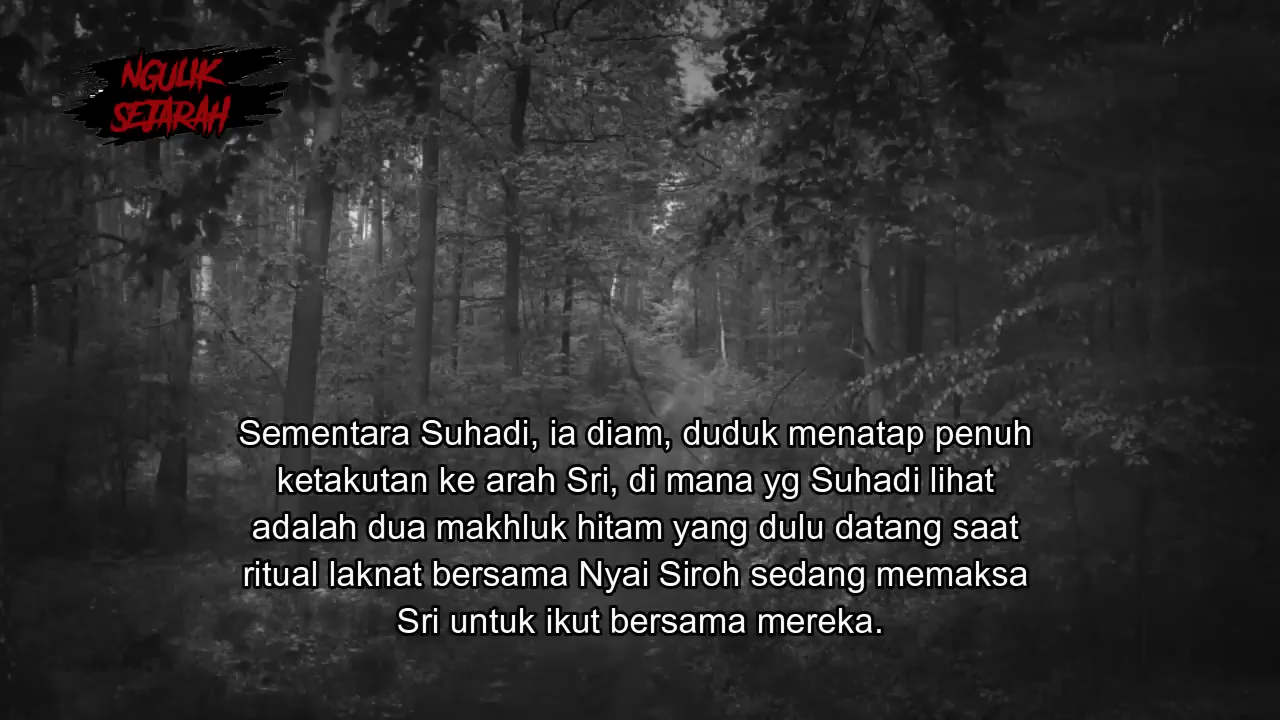 NGULIK
SEJARAH
Sementara Suhadi, ia diam, duduk menatap penuh
ketakutan ke arah Sri, di mana yg Suhadi lihat
adalah dua makhluk hitam yang dulu datang saat
ritual laknat bersama Nyai Siroh sedang memaksa
Sri untuk ikut bersama mereka.